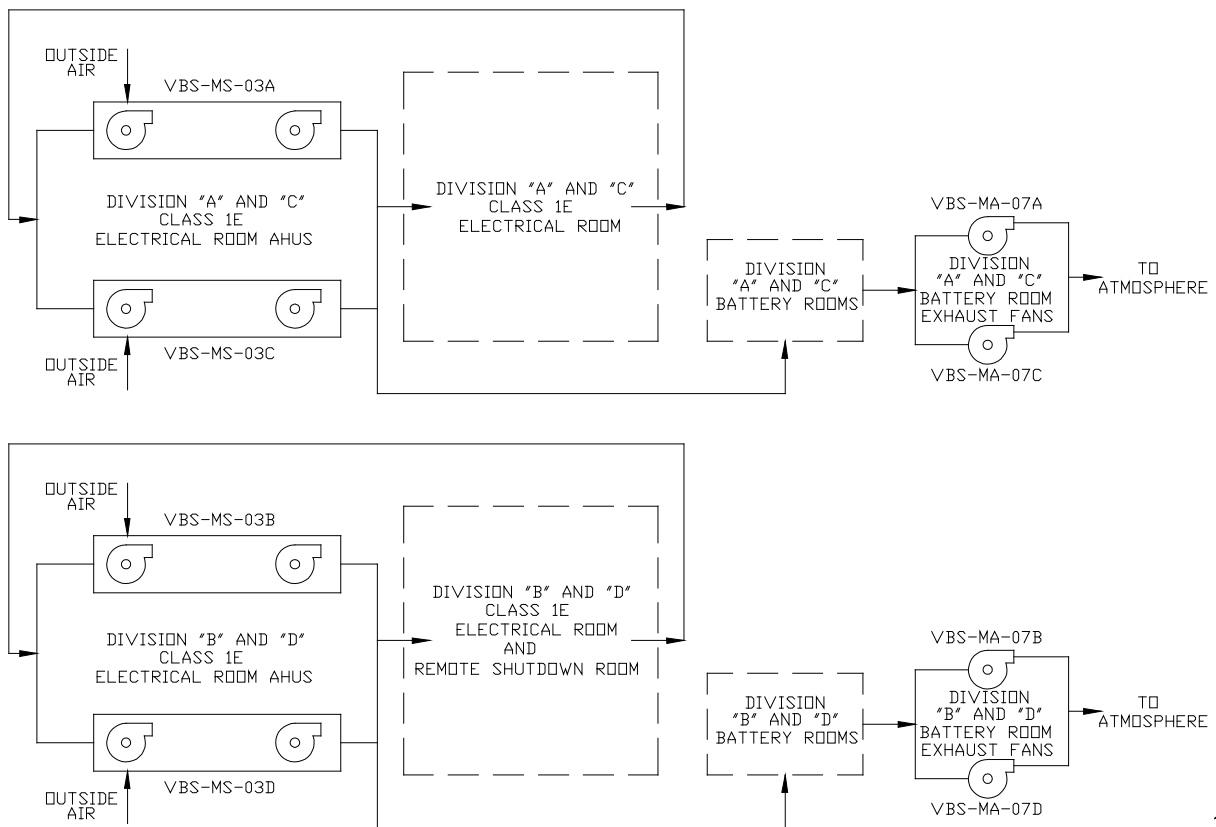 OUTSIDE
AIR
VBS-MS-03A
DIVISION "A" AND "C"
CLASS 1E
ELECTRICAL ROOM AHUS
VBS-MS-03C
OUTSIDE
AIR
DIVISION "A" AND "C"
CLASS 1E
ELECTRICAL ROOM
DIVISION
"A" AND "C"
BATTERY ROOMS
VBS-MA-07A
DIVISION
"A" AND "C"
BATTERY ROOM
EXHAUST FANS
VBS-MA-07C
TO
ATMOSPHERE
OUTSIDE
AIR
VBS-MS-03B
DIVISION "B" AND "D"
CLASS 1E
ELECTRICAL ROOM AHUS
VBS-MS-03D
OUTSIDE
AIR
DIVISION "B" AND "D"
CLASS 1E
ELECTRICAL ROOM
AND
REMOTE SHUTDOWN ROOM
DIVISION
"B" AND "D"
BATTERY ROOMS
VBS-MA-07B
DIVISION
"B" AND "D"
BATTERY ROOM
EXHAUST FANS
VBS-MA-07D
TO
ATMOSPHERE